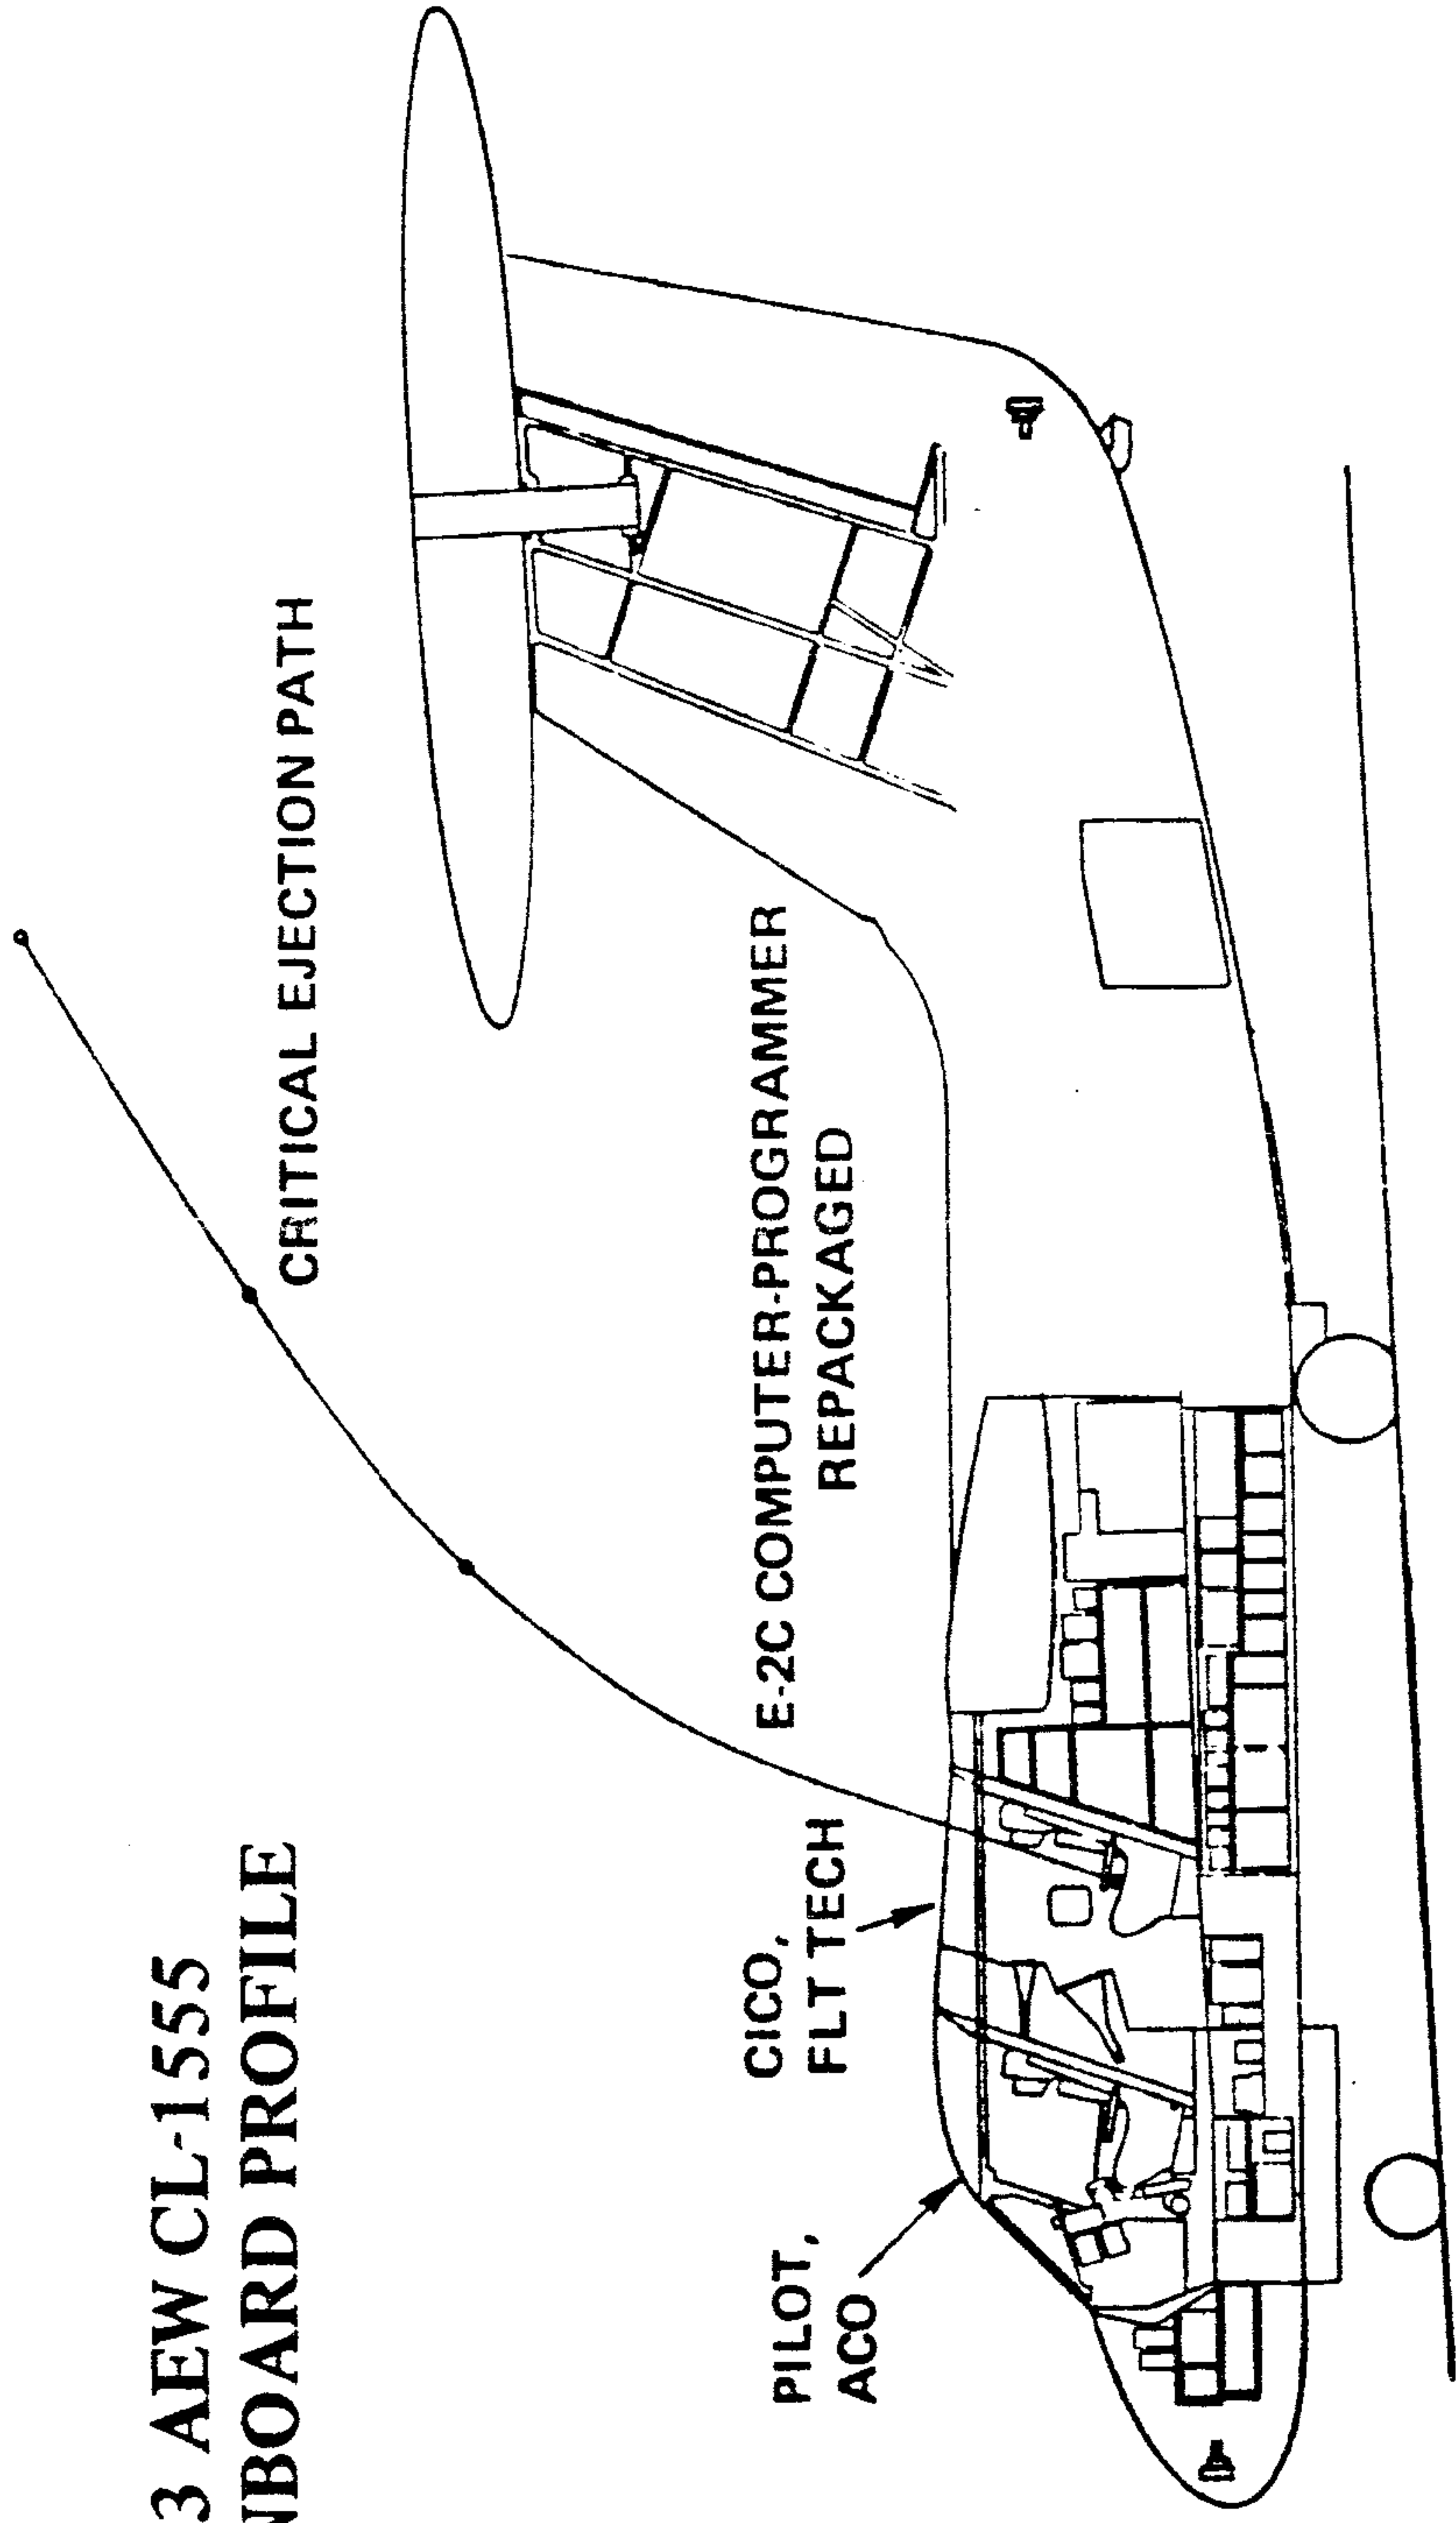 3 AEW CL-1555
NBOARD PROFILE
CRITICAL EJECTION PATH
PILOT,
ACO
CICO,
FLT TECH
E-2C COMPUTER-PROGRAMMER
REPACKAGED